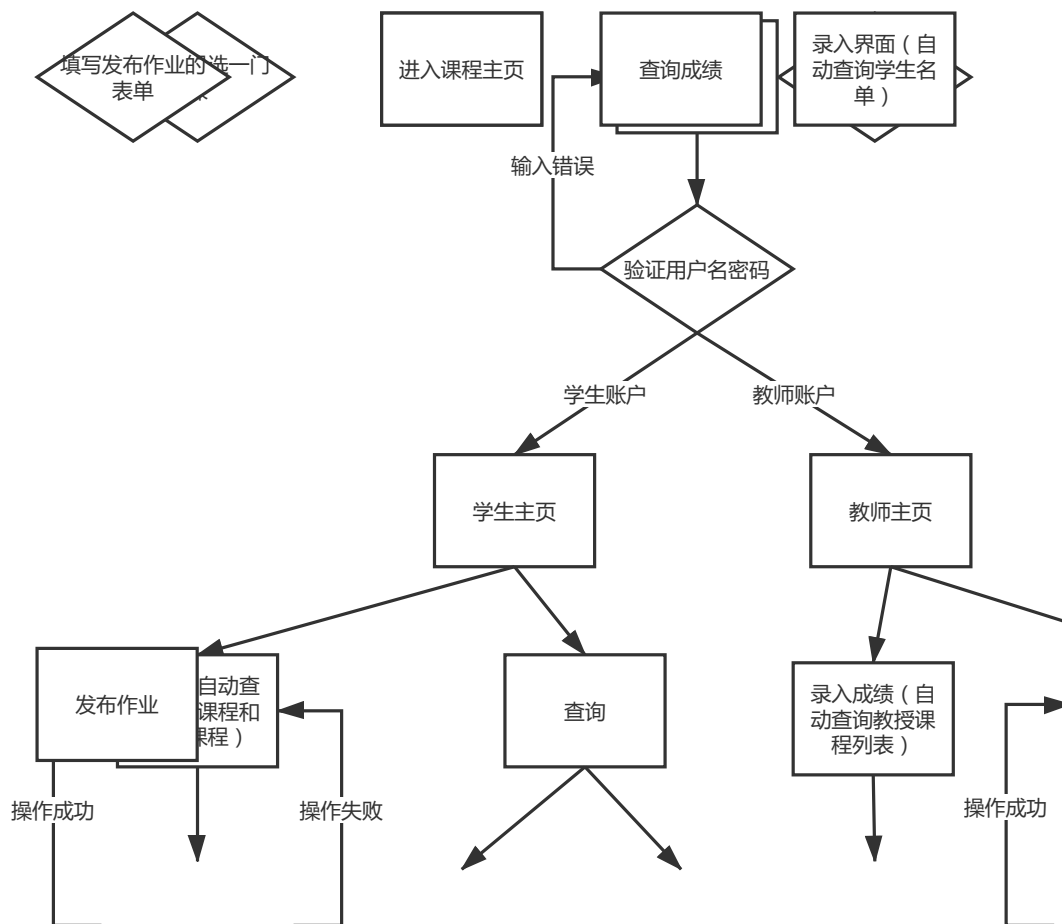 填写发布作业的
表单
选一门
进入课程主页
查询成绩
录入界面（自
动查询学生名
单）
输入错误
验证用户名密码
学生账户
教师账户
学生主页
教师主页
发布作业
自动查
课程和
课程）
查询
录入成绩（自
动查询教授课
程列表）
操作成功
操作失败
操作成功